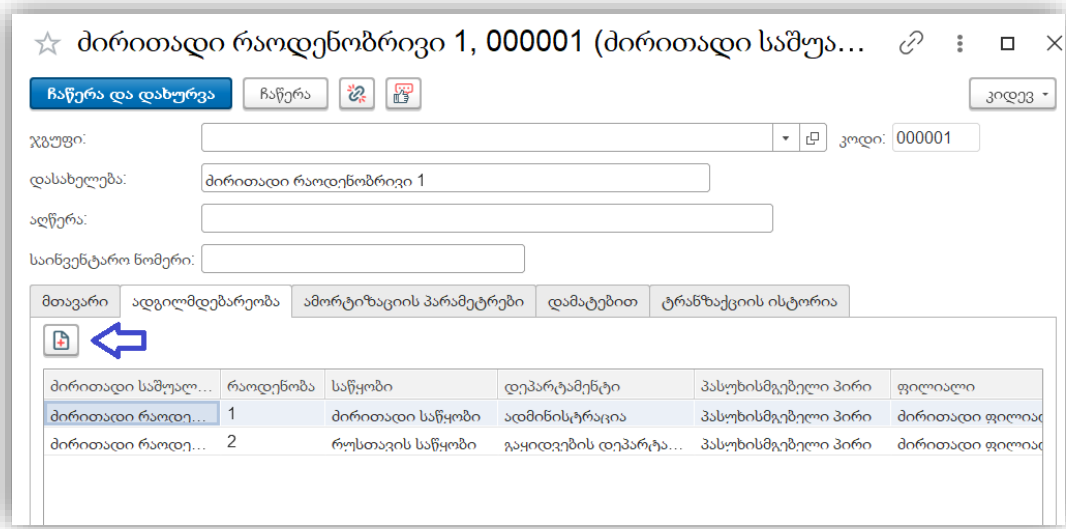 ძირითადი რაოდენობრივი 1, 000001 (ძირითადი საშუა...
ჩაწერა და დახურვა ჩაწერა კიდევ
ჯგუფი: კოდი: 000001
დასახელება: ძირითადი რაოდენობრივი 1
აღწერა:
საინვენტარო ნომერი:
მთავარი ადგილმდებარეობა ამორტიზაციის პარამეტრები დამატებით ტრანზაქციის ისტორია
ძირითადი საშუალ... რაოდენობა საწყობი დეპარტამენტი პასუხისმგებელი პირი ფილიალი
ძირითადი რაოდე... 1 ძირითადი საწყობი ადმინისტრაცია პასუხისმგებელი პირი ძირითადი ფილიალ
ძირითადი რაოდე... 2 რუსთავის საწყობი გაყიდვების დეპარტა... პასუხისმგებელი პირი ძირითადი ფილიალ